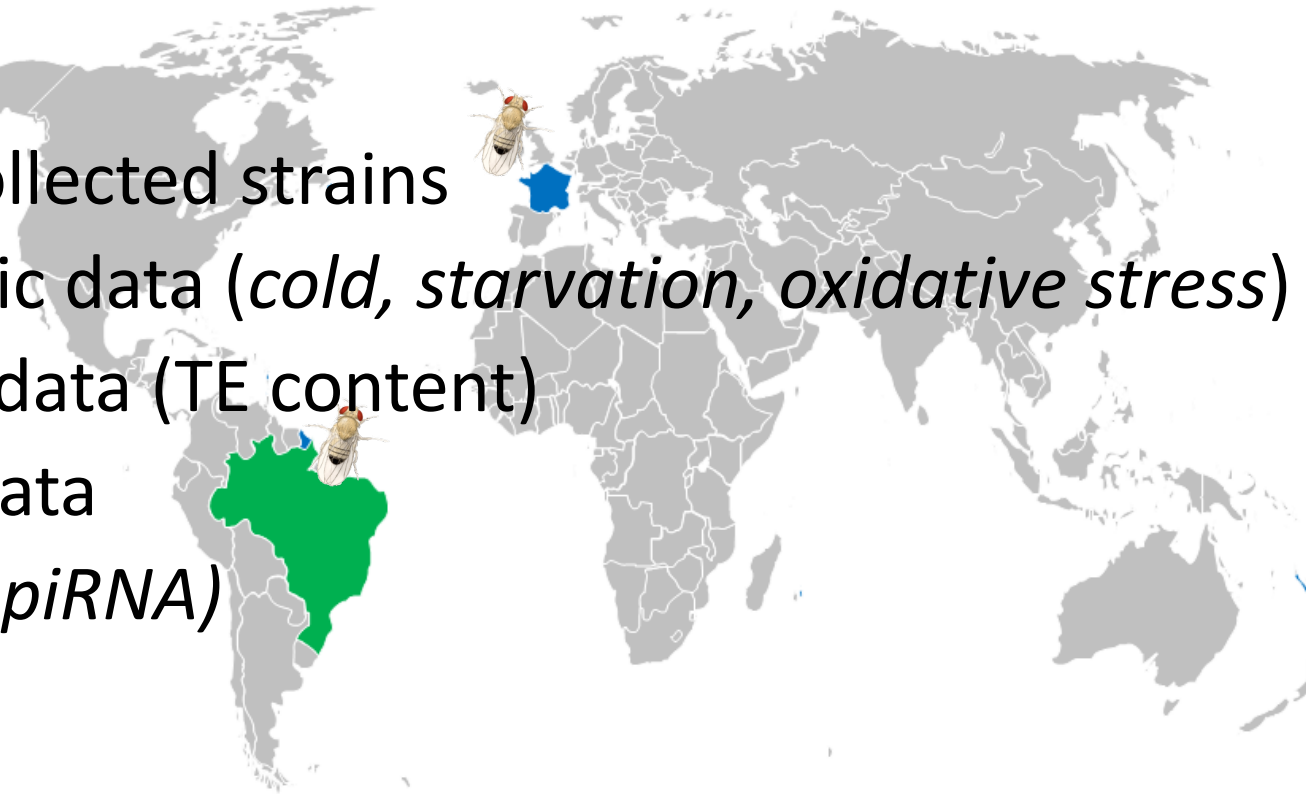 ollected strains
ic data (cold, starvation, oxidative stress)
data (TE content)
ata
piRNA)